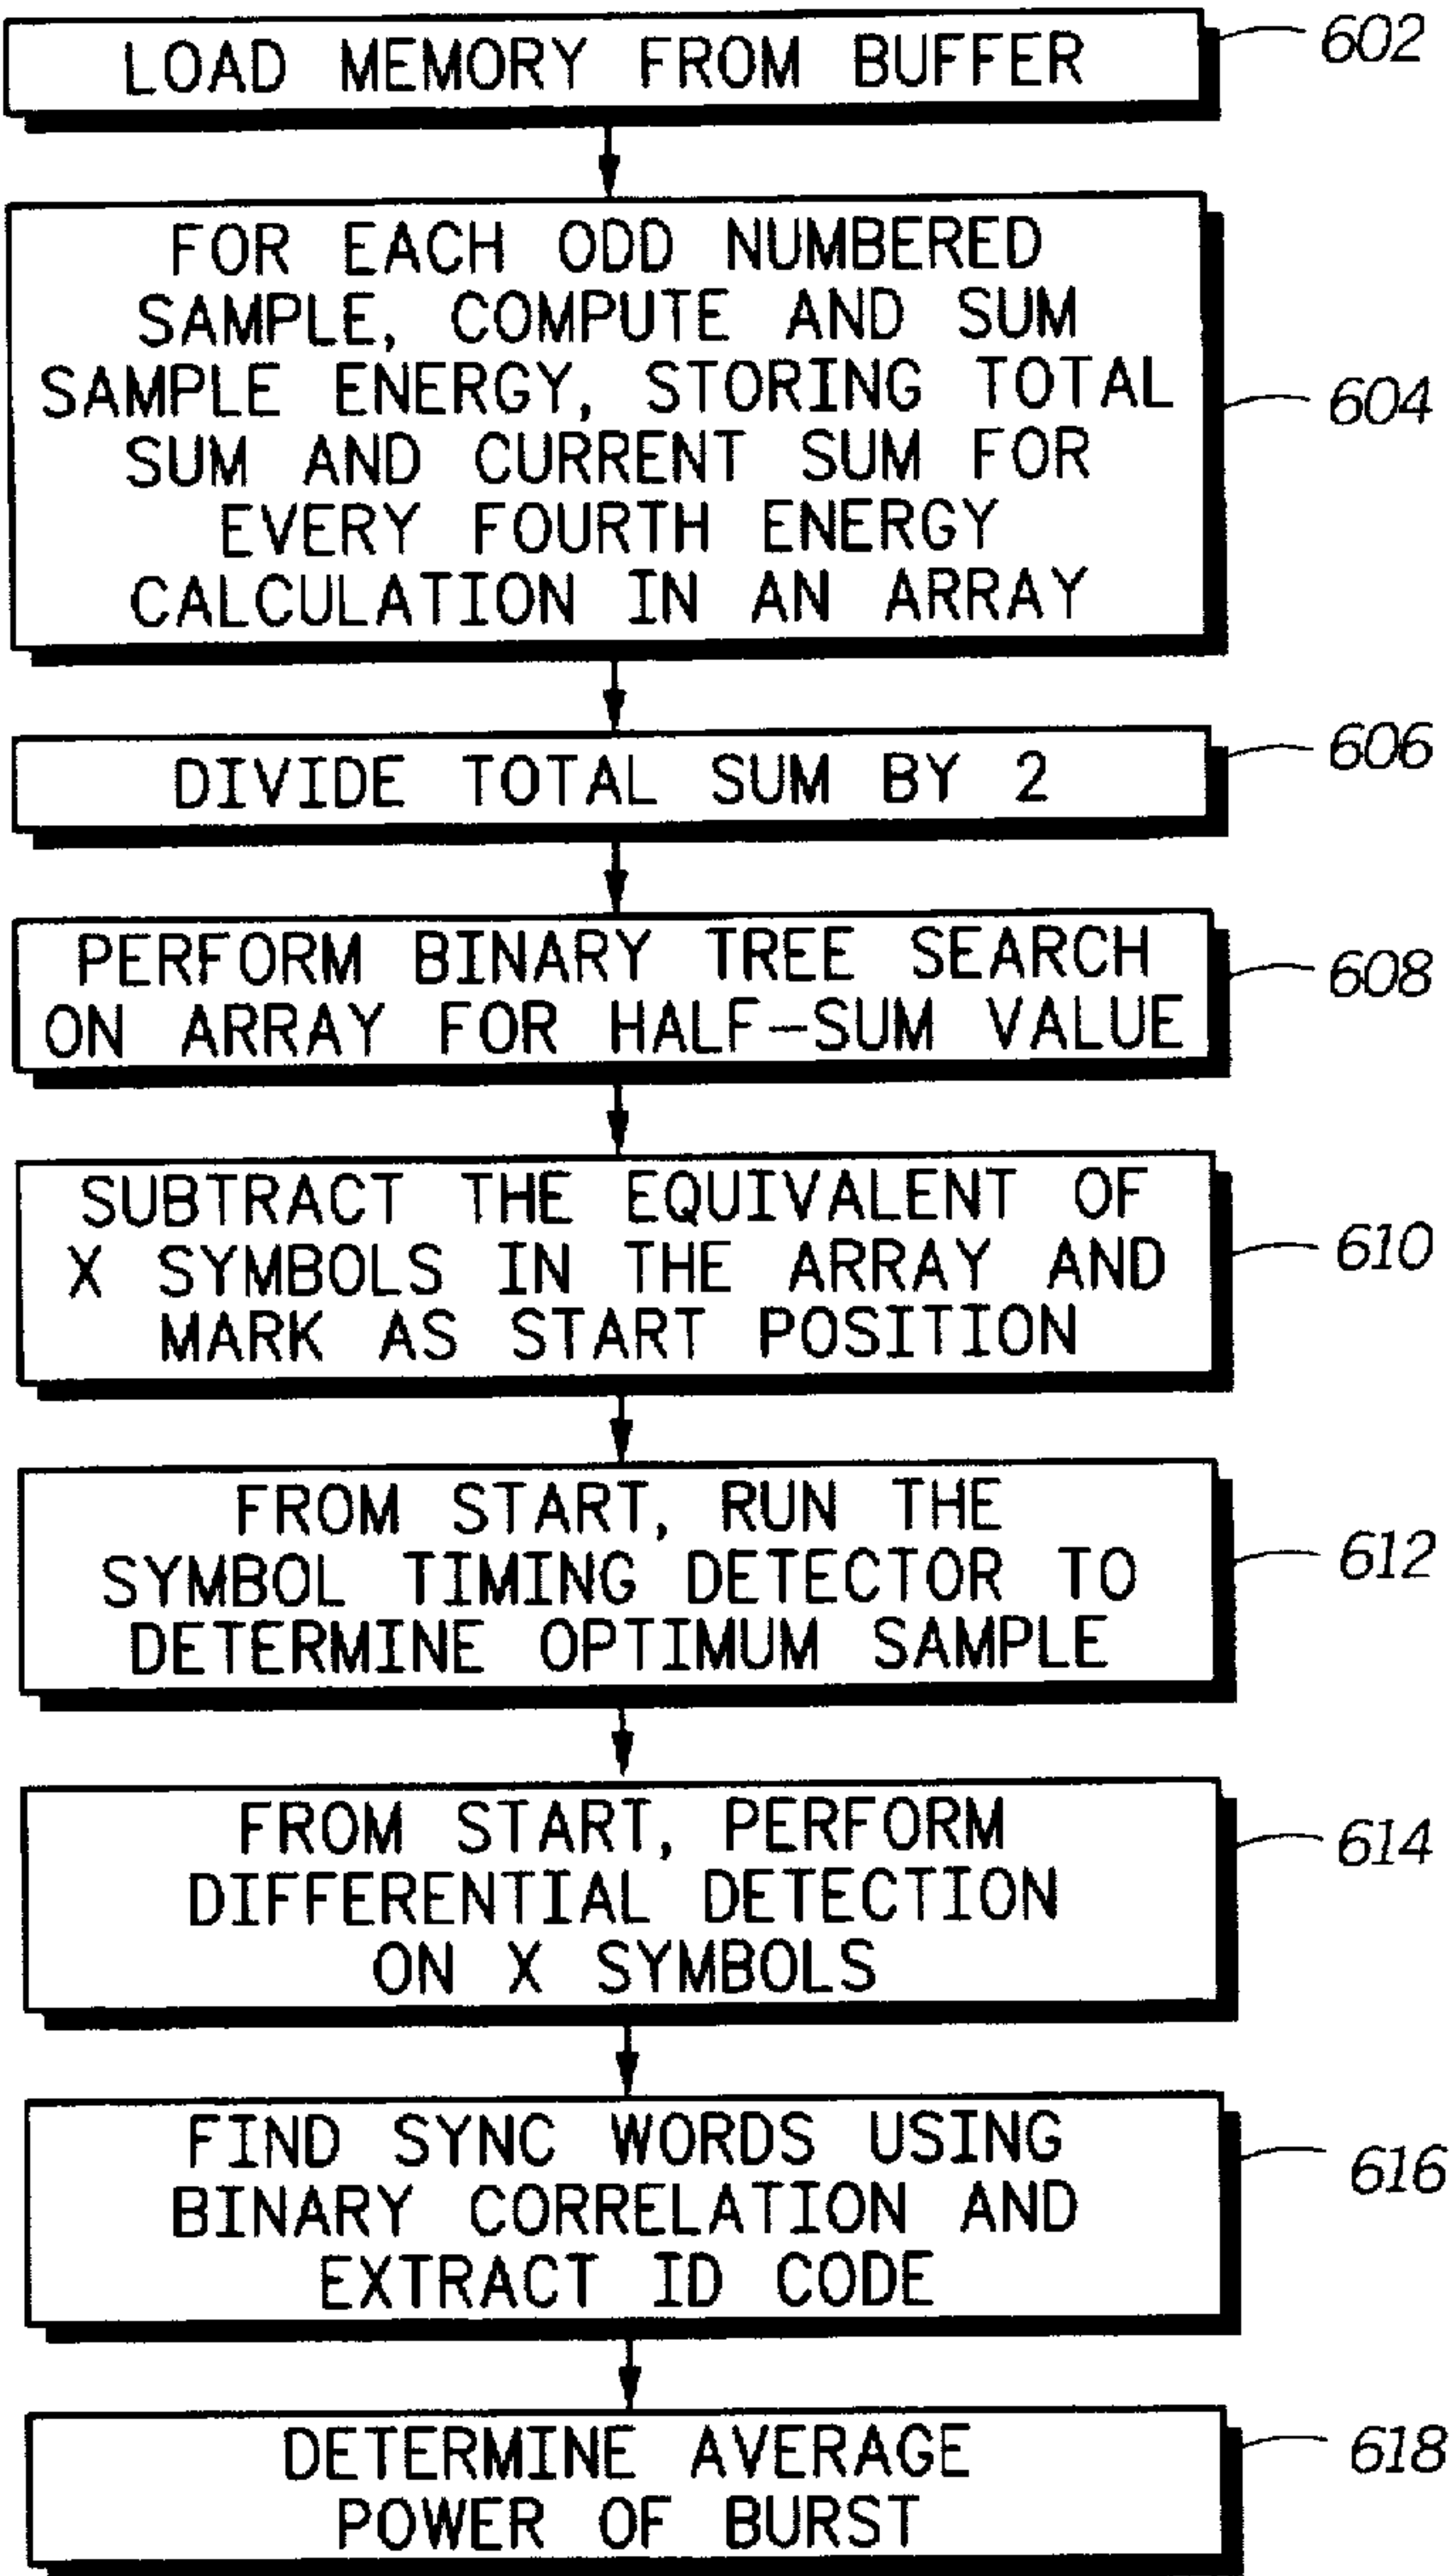 LOAD MEMORY FROM BUFFER
602
FOR EACH ODD NUMBERED
SAMPLE, COMPUTE AND SUM
SAMPLE ENERGY, STORING TOTAL
SUM AND CURRENT SUM FOR
EVERY FOURTH ENERGY
CALCULATION IN AN ARRAY
604
DIVIDE TOTAL SUM BY 2
606
PERFORM BINARY TREE SEARCH
ON ARRAY FOR HALF-SUM VALUE
608
SUBTRACT THE EQUIVALENT OF
X SYMBOLS IN THE ARRAY AND
MARK AS START POSITION
610
FROM START, RUN THE
SYMBOL TIMING DETECTOR TO
DETERMINE OPTIMUM SAMPLE
612
FROM START, PERFORM
DIFFERENTIAL DETECTION
ON X SYMBOLS
614
FIND SYNC WORDS USING
BINARY CORRELATION AND
EXTRACT ID CODE
616
DETERMINE AVERAGE
POWER OF BURST
618